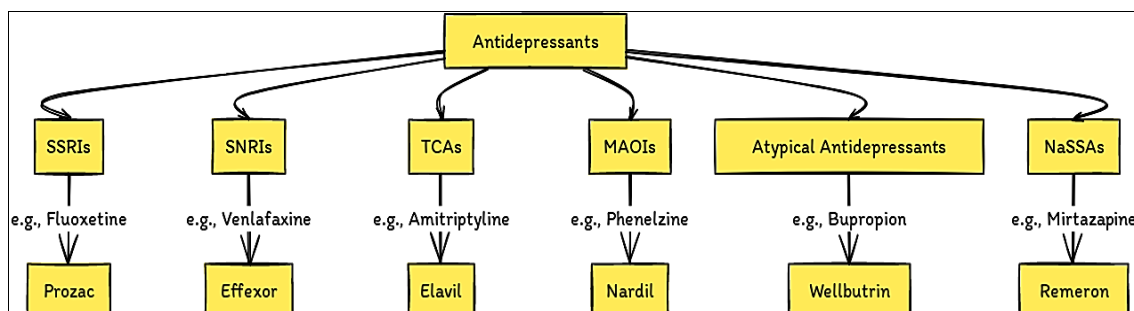 Antidepressants
SSRIs
SNRIs
TCAs
MAOIs
Atypical Antidepressants
NaSSAs
e.g., Fluoxetine
e.g., Venlafaxine
e.g., Amitriptyline
e.g., Phenelzine
e.g., Bupropion
e.g., Mirtazapine
Prozac
Effexor
Elavil
Nardil
Wellbutrin
Remeron